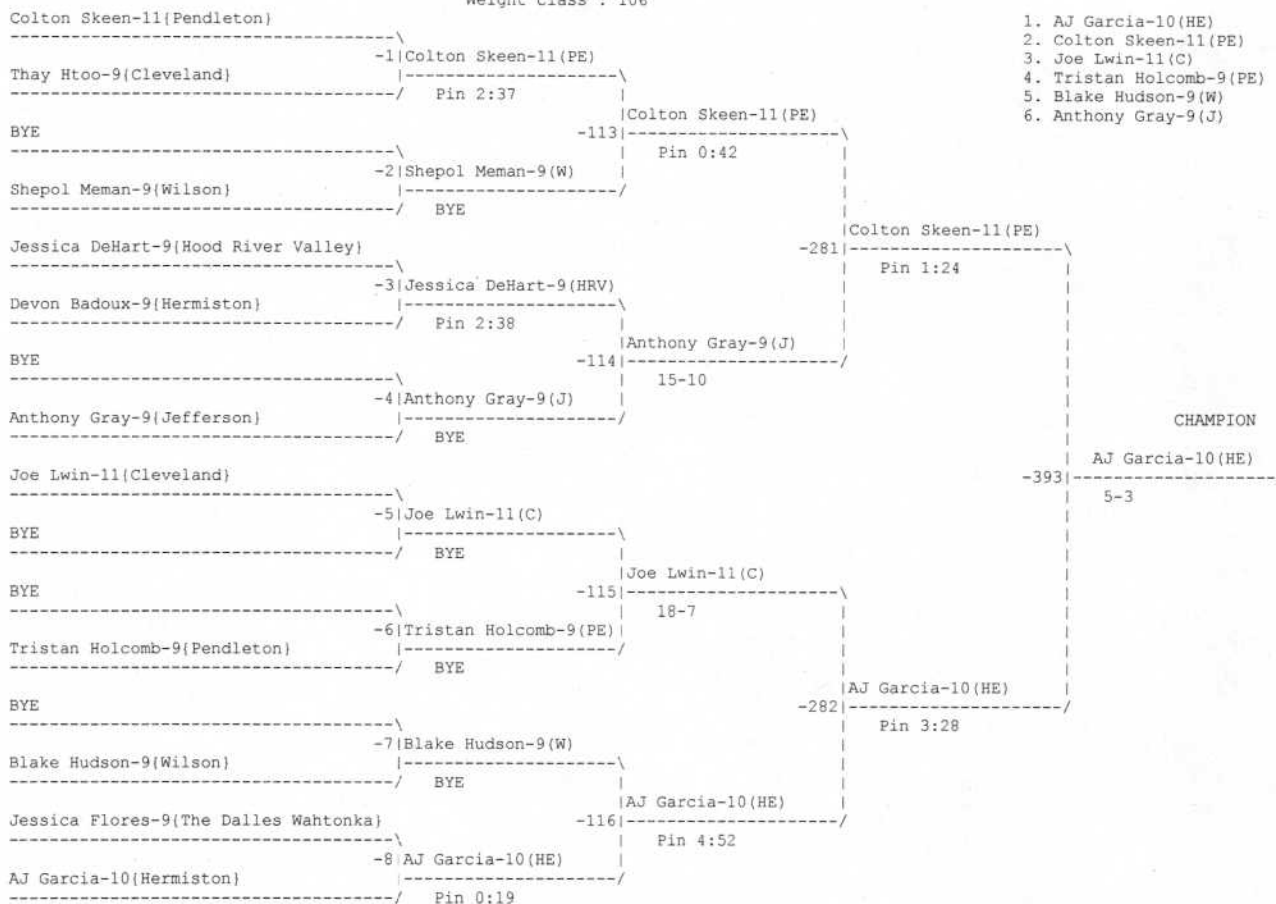 Weight Class : 106
Colton Skeen-11{Pendleton}
1. AJ Garcia-10(HE)
2. Colton Skeen-11(PE)
3. Joe Lwin-11(C)
4. Tristan Holcomb-9(PE)
5. Blake Hudson-9(W)
6. Anthony Gray-9(J)
-1|Colton Skeen-11(PE)
Thay Htoo-9{Cleveland}
Pin 2:37
Colton Skeen-11(PE)
BYE
-113
Pin 0:42
-2|Shepol Meman-9(W)
Shepol Meman-9{Wilson}
BYE
Colton Skeen-11(PE)
Jessica DeHart-9{Hood River Valley}
-281
Pin 1:24
-3|Jessica DeHart-9(HRV)
Devon Badoux-9{Hermiston}
Pin 2:38
Anthony Gray-9(J)
BYE
-114
15-10
-4|Anthony Gray-9(J)
Anthony Gray-9{Jefferson}
BYE
CHAMPION
AJ Garcia-10(HE)
Joe Lwin-11{Cleveland}
-393
5-3
-5|Joe Lwin-11(C)
BYE
BYE
Joe Lwin-11(C)
BYE
-115
18-7
-6|Tristan Holcomb-9(PE)
Tristan Holcomb-9{Pendleton}
BYE
AJ Garcia-10(HE)
BYE
-282
Pin 3:28
-7|Blake Hudson-9(W)
Blake Hudson-9{Wilson}
BYE
AJ Garcia-10(HE)
Jessica Flores-9{The Dalles Wahtonka}
-116
Pin 4:52
-8|AJ Garcia-10(HE)
AJ Garcia-10{Hermiston}
Pin 0:19